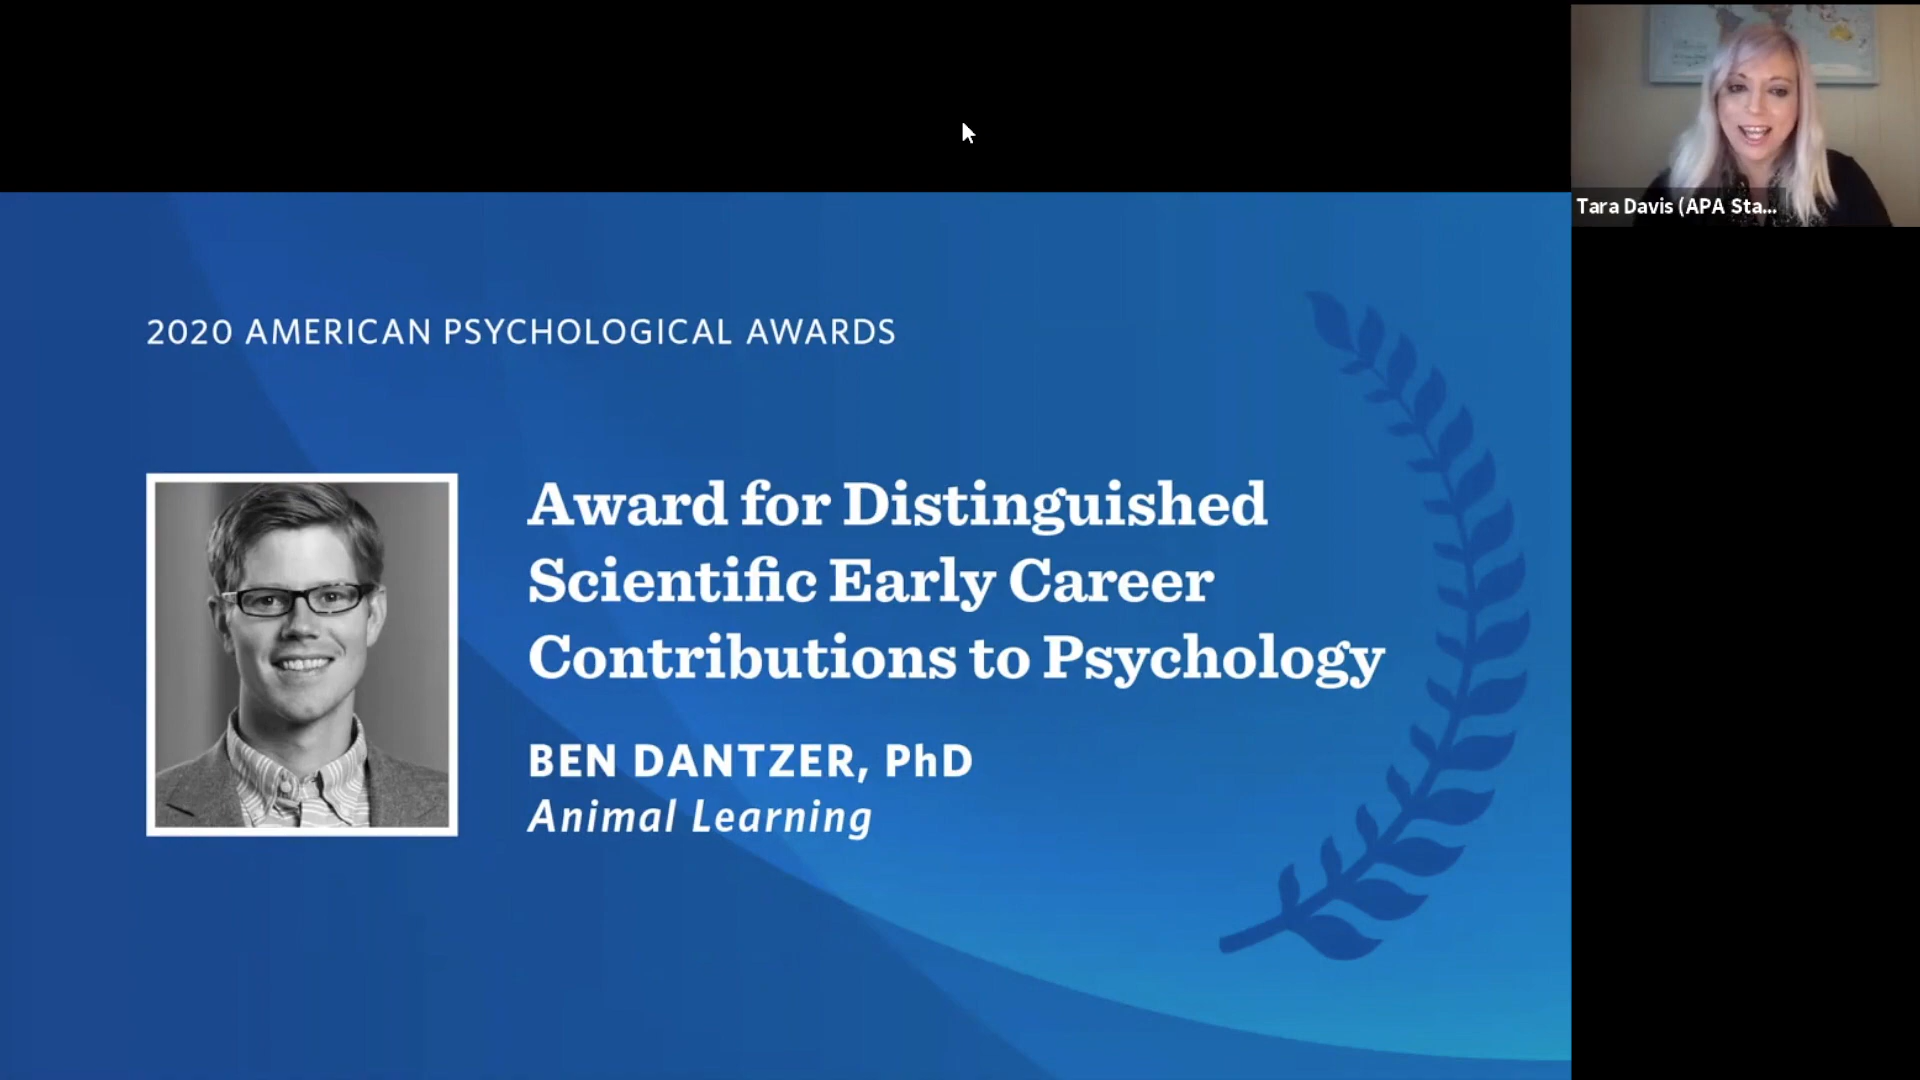 Tara Davis (APA Sta...
2020 AMERICAN PSYCHOLOGICAL AWARDS
Award for Distinguished
Scientific Early Career
Contributions to Psychology
BEN DANTZER, PhD
Animal Learning